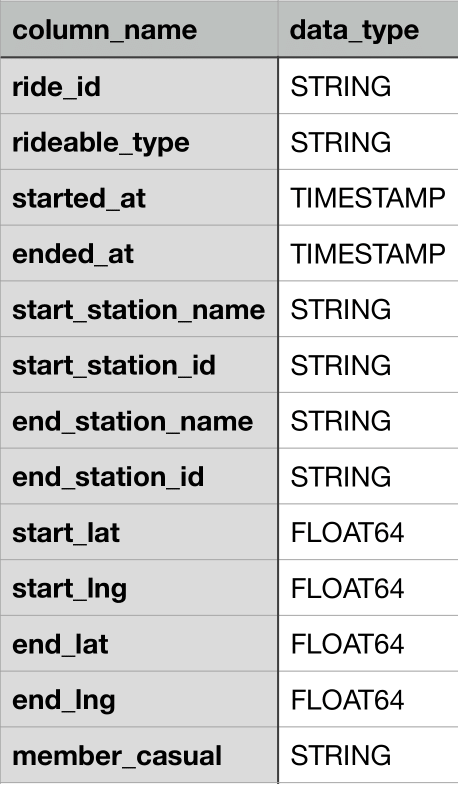 column_name data_type
ride_id STRING
rideable_type STRING
started_at TIMESTAMP
ended_at TIMESTAMP
start_station_name STRING
start_station_id STRING
end_station_name STRING
end_station_id STRING
start_lat FLOAT64
start_lng FLOAT64
end_lat FLOAT64
end_lng FLOAT64
member_casual STRING